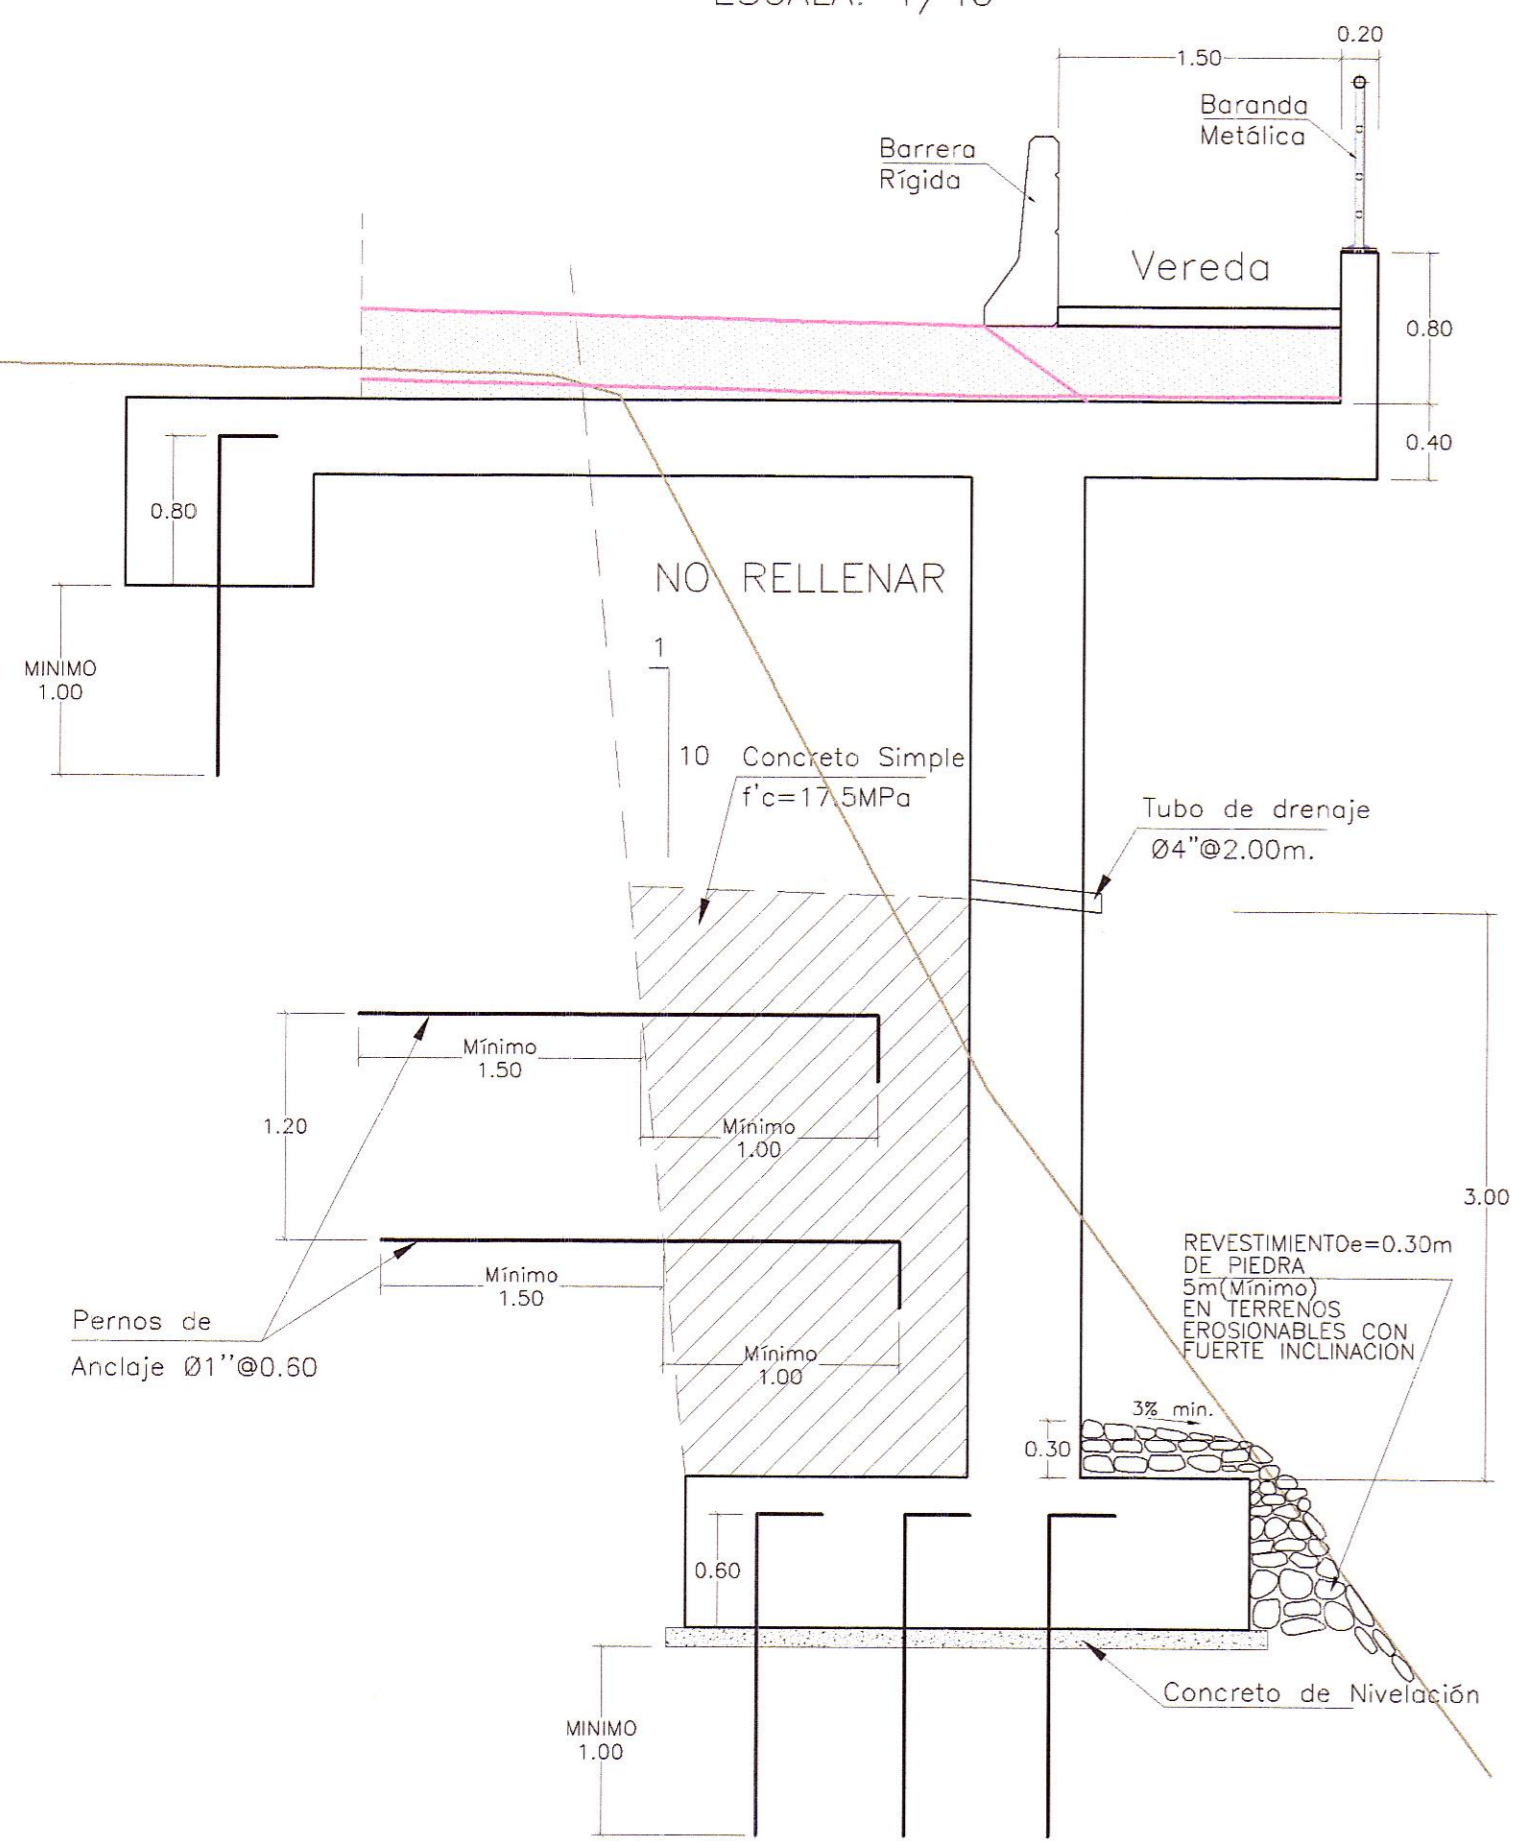 0.20
1.50
Baranda
Metálica
Barrera
Rígida
Vereda
0.80
0.40
0.80
NO RELLENAR
MINIMO
1.00
1
10
Concreto Simple
f'c=17.5MPa
Tubo de drenaje
Ø4"@2.00m.
Mínimo
1.50
1.20
Mínimo
1.00
3.00
REVESTIMIENTOe=0.30m
DE PIEDRA
5m(Mínimo)
EN TERRENOS
EROSIONABLES CON
FUERTE INCLINACION
Mínimo
1.50
Pernos de
Anclaje Ø1''@0.60
Mínimo
1.00
3% min.
0.30
0.60
Concreto de Nivelación
MINIMO
1.00